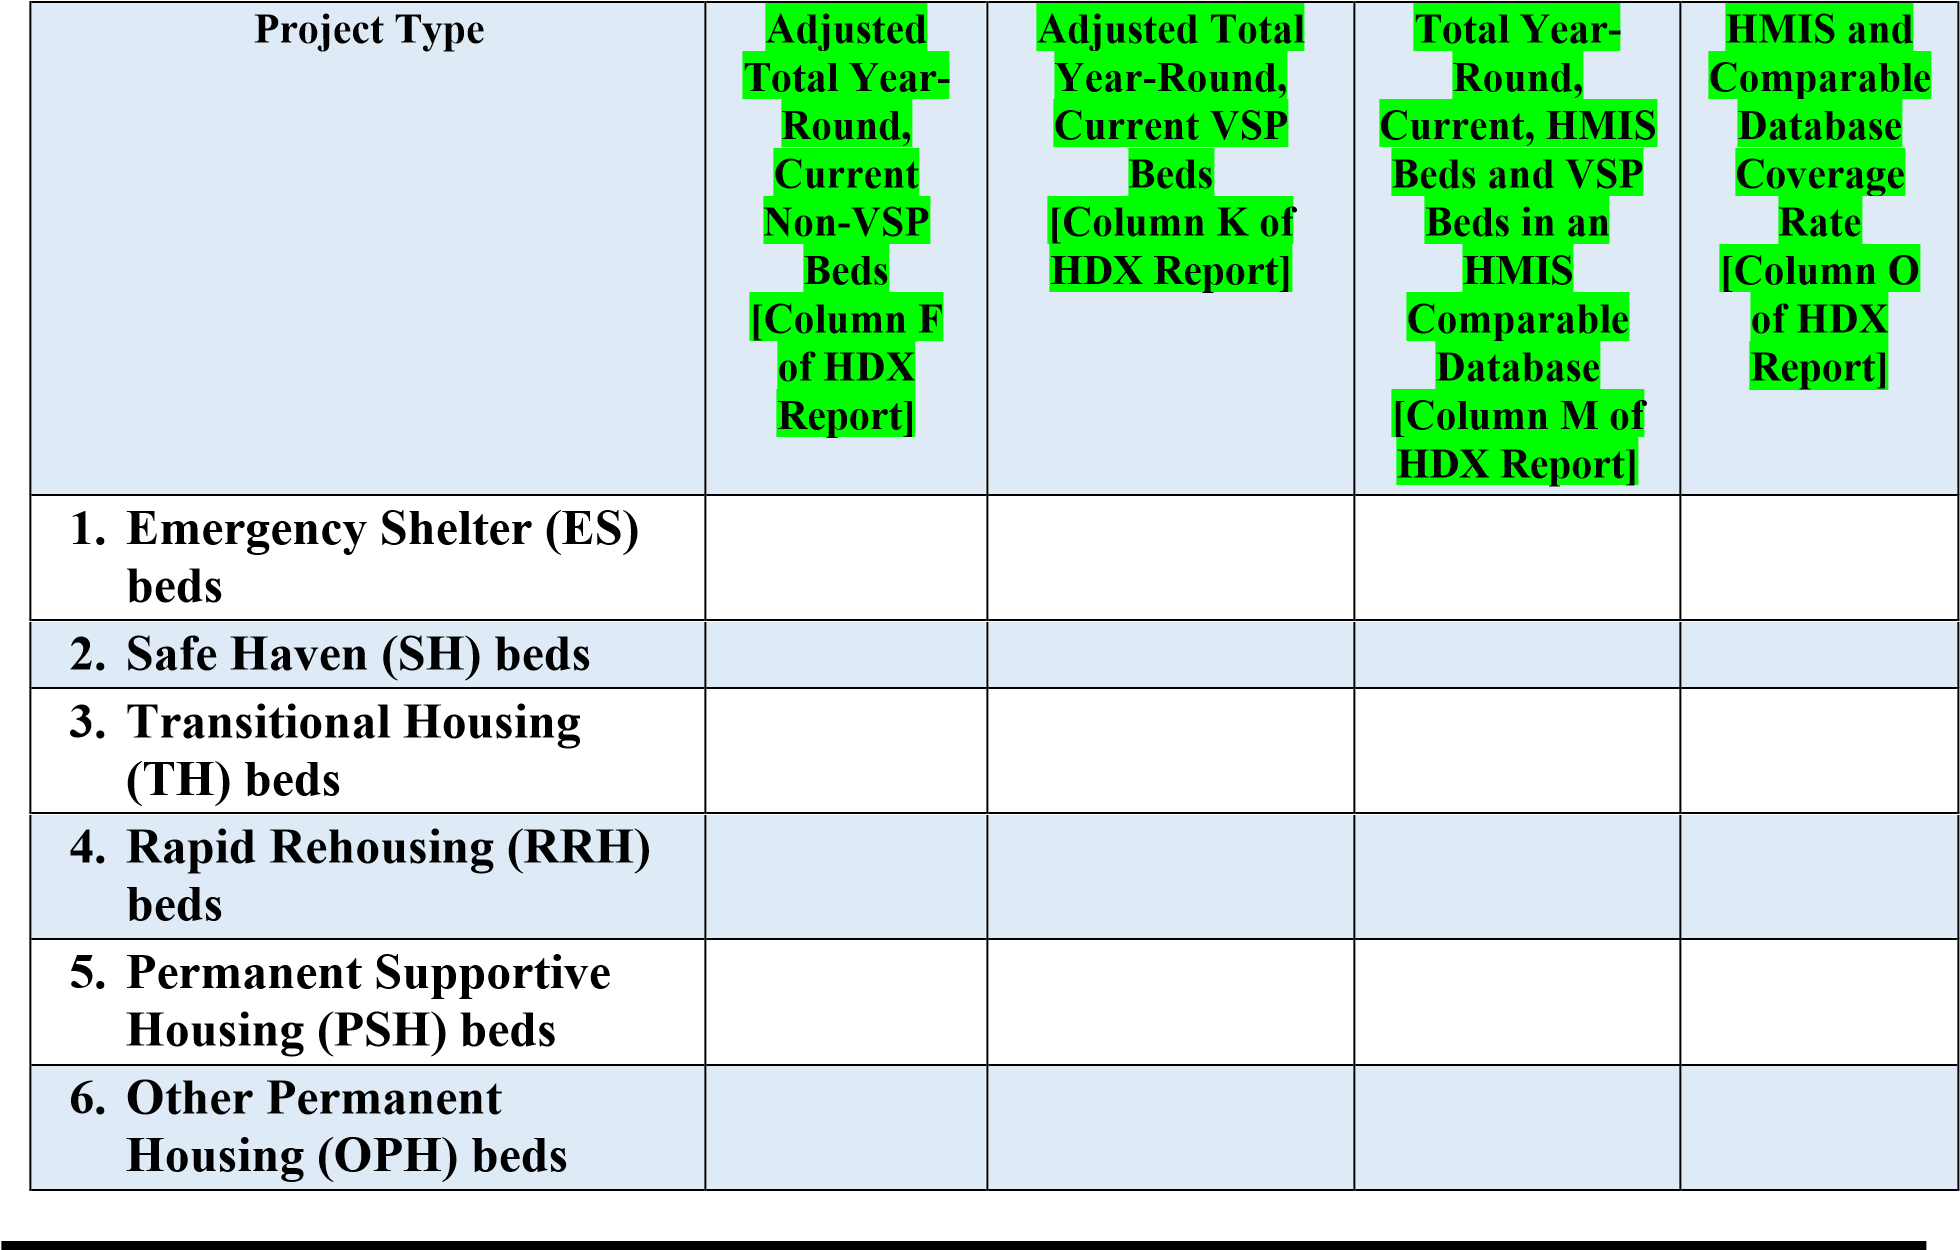 Project Type
Adjusted
Total Year-
Round,
Current
Non-VSP
Beds
[Column F
of HDX
Report]
Adjusted Total
Year-Round,
Current VSP
Beds
[Column K of
HDX Report]
Total Year-
Round,
Current, HMIS
Beds and VSP
Beds in an
HMIS
Comparable
Database
[Column M of
HDX Report]
HMIS and
Comparable
Database
Coverage
Rate
[Column O
of HDX
Report]
1. Emergency Shelter (ES)
beds
2. Safe Haven (SH) beds
3. Transitional Housing
(TH) beds
4. Rapid Rehousing (RRH)
beds
5. Permanent Supportive
Housing (PSH) beds
6. Other Permanent
Housing (OPH) beds